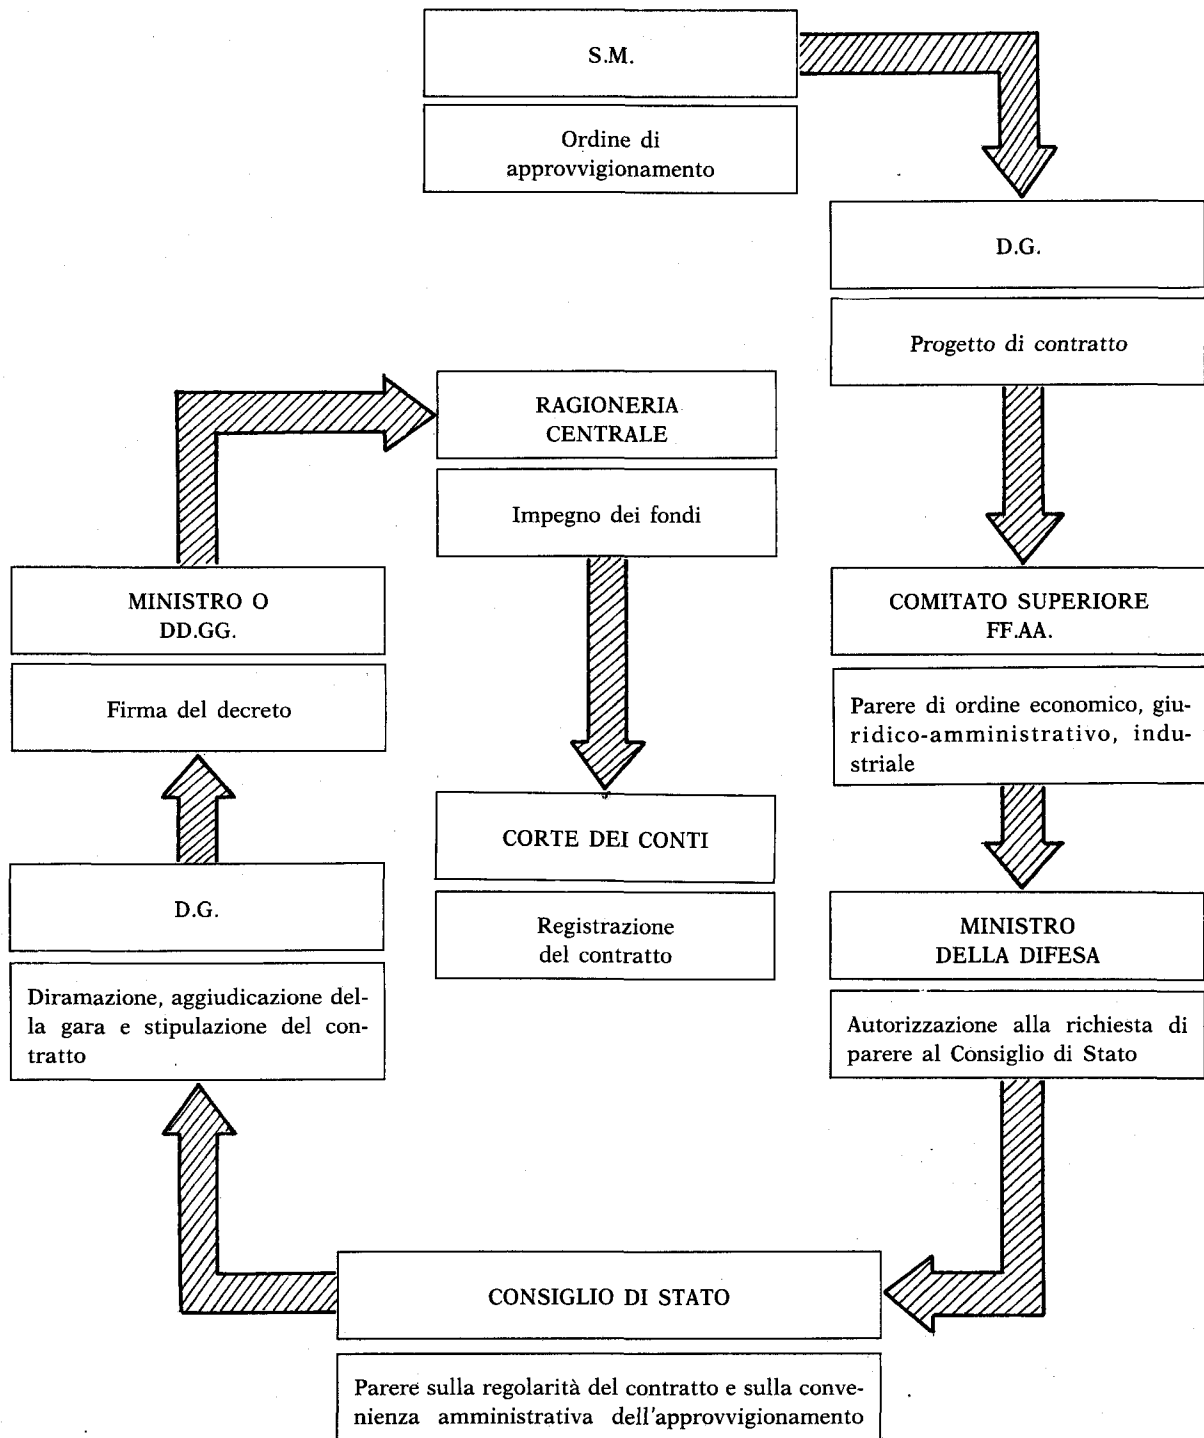 S.M.
Ordine di
approvvigionamento
D.G.
Progetto di contratto
COMITATO SUPERIORE
FF.AA.
Parere di ordine economico, giu-
ridico-amministrativo, indu-
striale
MINISTRO
DELLA DIFESA
Autorizzazione alla richiesta di
parere al Consiglio di Stato
CONSIGLIO DI STATO
Parere sulla regolarità del contratto e sulla conve-
nienza amministrativa dell'approvvigionamento
D.G.
Diramazione, aggiudicazione del-
la gara e stipulazione del con-
tratto
MINISTRO O
DD.GG.
Firma del decreto
RAGIONERIA
CENTRALE
Impegno dei fondi
CORTE DEI CONTI
Registrazione
del contratto